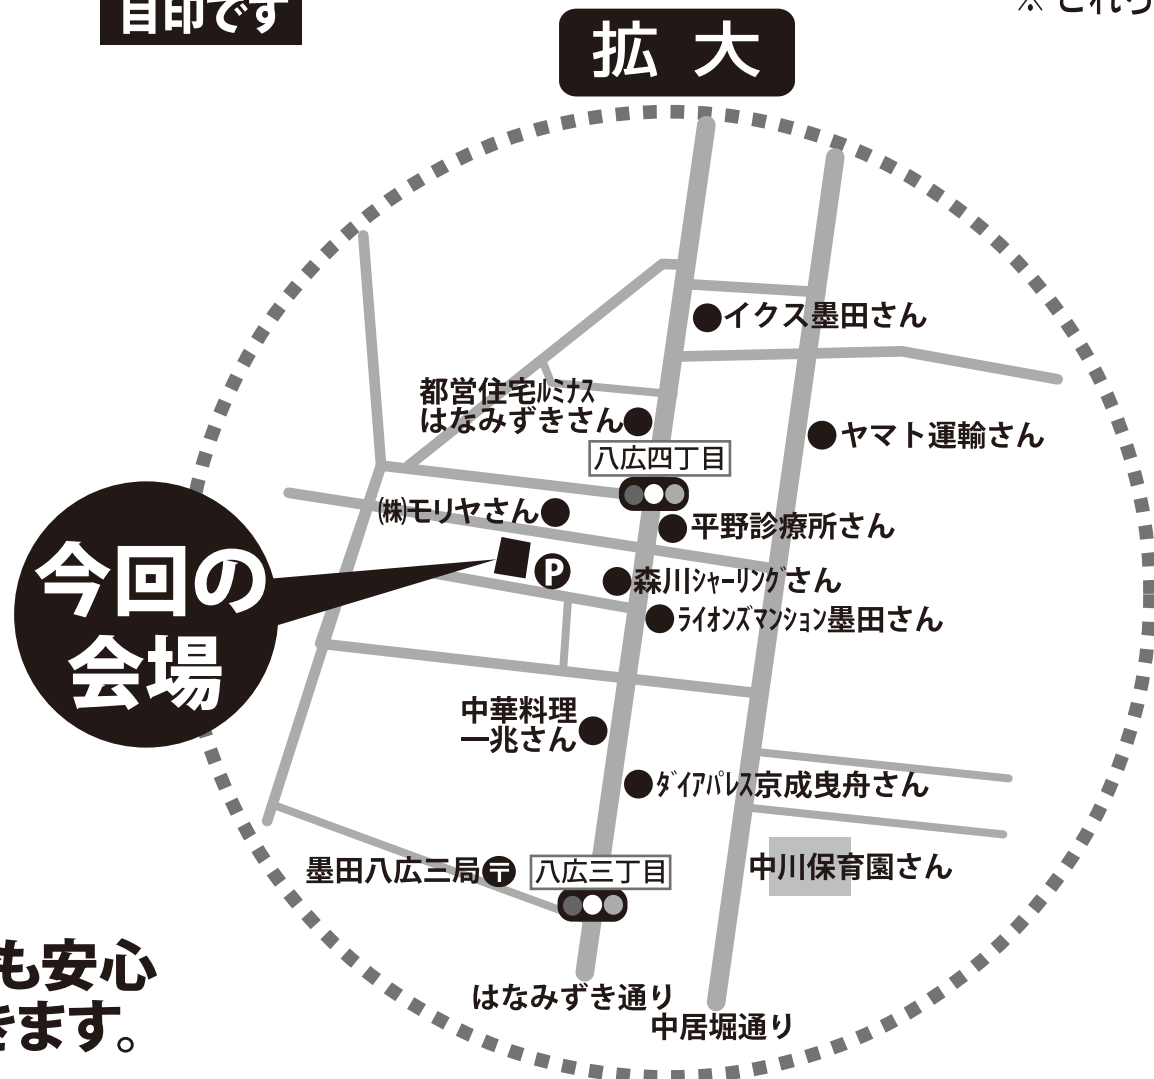 目印です
※これっ
拡大
イクス墨田さん
都営住宅ルミナス
はなみずきさん
ヤマト運輸さん
八広四丁目
㈱モリヤさん
平野診療所さん
今回の
会場
P
森川シャーリングさん
ライオンズマンション墨田さん
中華料理
一兆さん
ダイアパレス京成曳舟さん
墨田八広三局〒
八広三丁目
中川保育園さん
も安心
きます。
はなみずき通り
中居堀通り